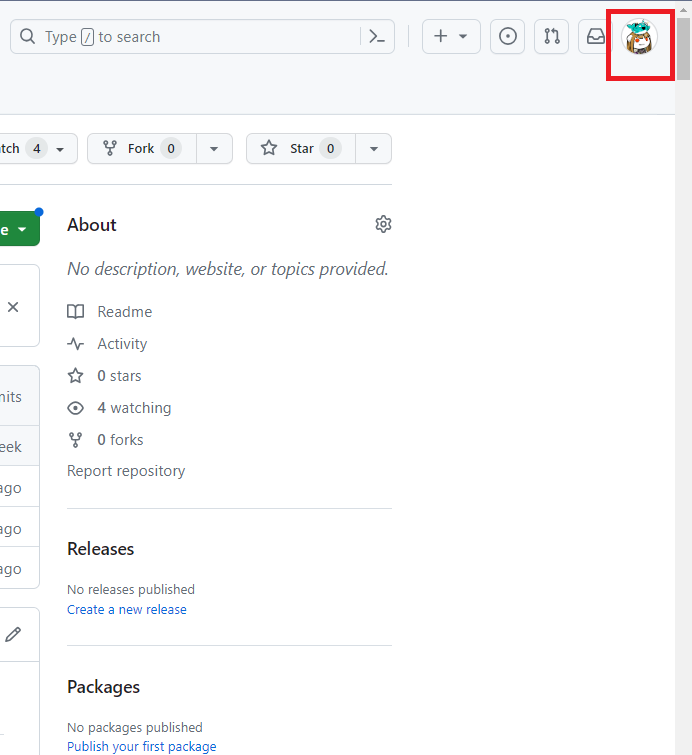 Type / to search
tch 4
Fork 0
Star 0
e
About
No description, website, or topics provided.
Readme
Activity
0 stars
mits
4 watching
0 forks
eek
Report repository
ago
ago
Releases
ago
No releases published
Create a new release
Packages
No packages published
Publish your first package